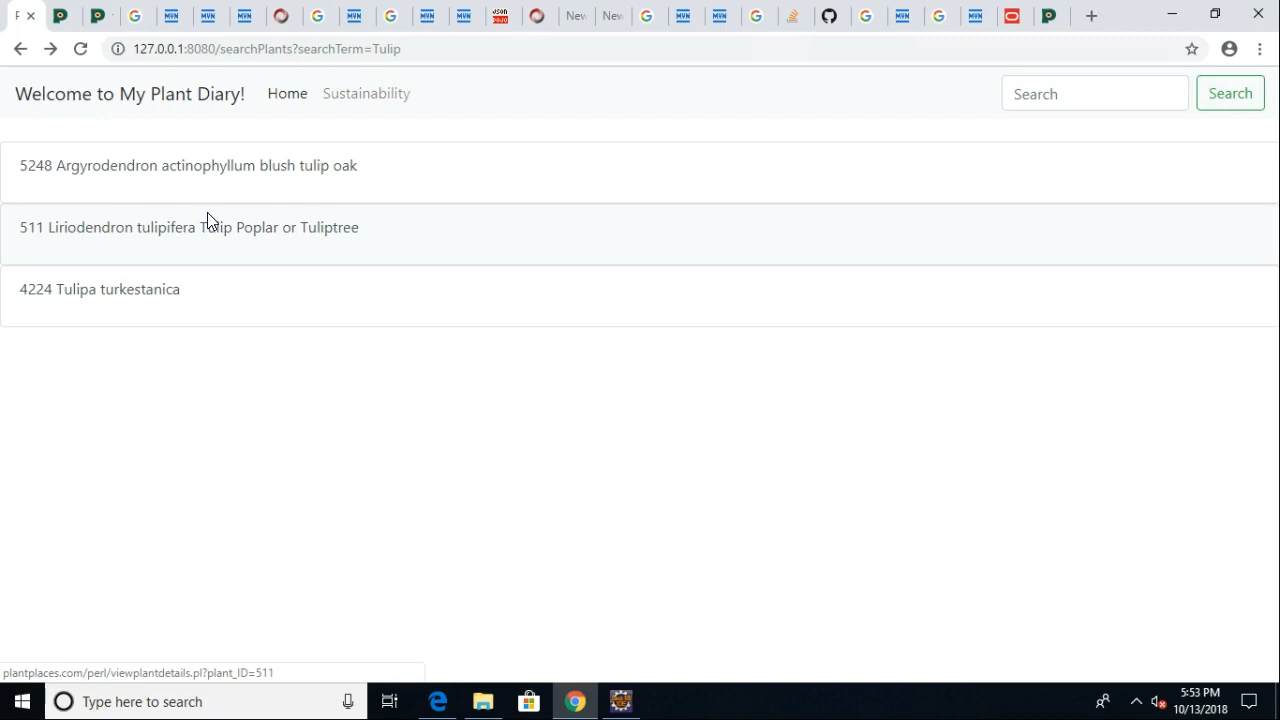 New
New
127.0.0.1:8080/searchPlants?searchTerm=Tulip
Welcome to My Plant Diary! Home Sustainability Search Search
5248 Argyrodendron actinophyllum blush tulip oak
511 Liriodendron tulipifera Tulip Poplar or Tuliptree
4224 Tulipa turkestanica
plantplaces.com/perl/viewplantdetails.pl?plant_ID=511
Type here to search
5:53 PM
10/13/2018